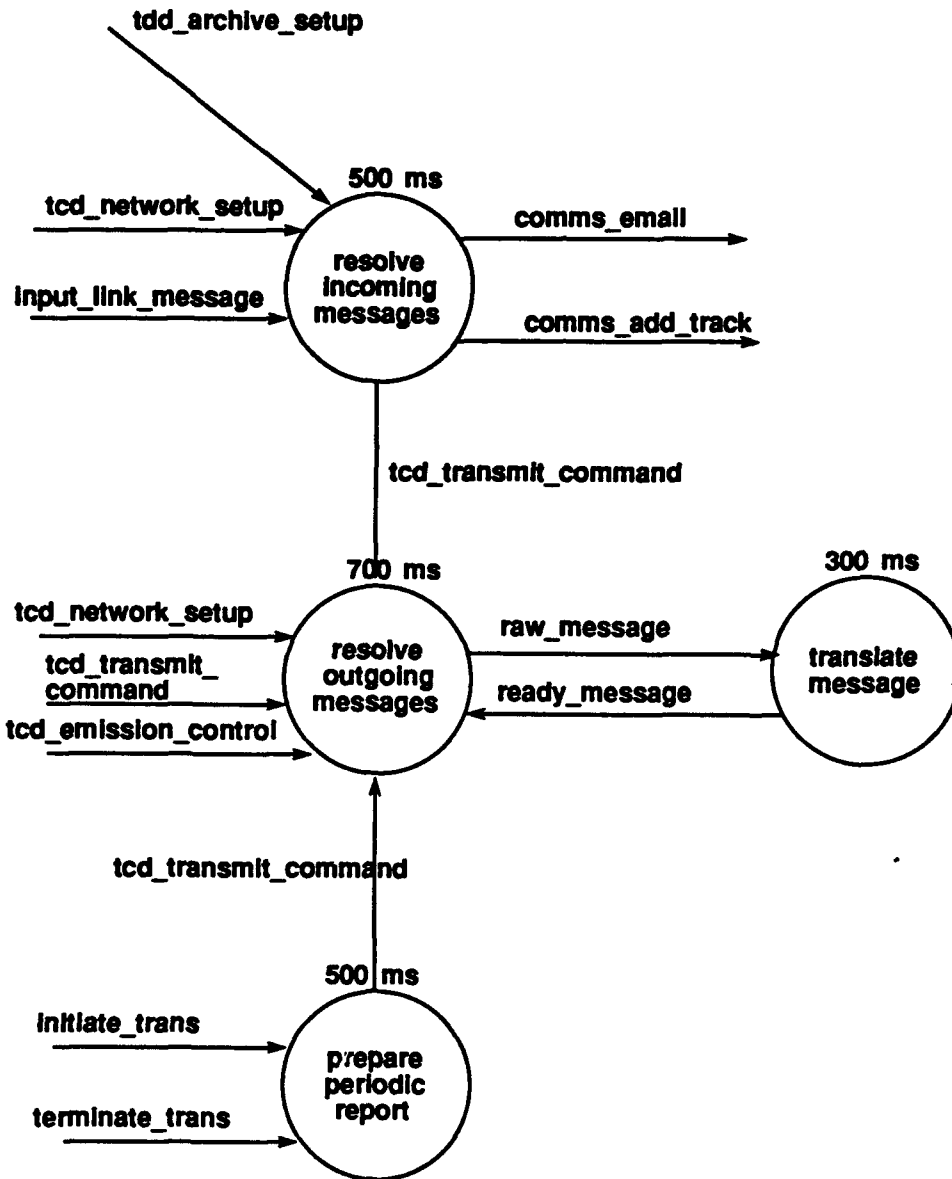 tdd_archive_setup
500 ms
tcd_network_setup
comms_email
resolve
incoming
messages
input_link_message
comms_add_track
tcd_transmit_command
700 ms
300 ms
tcd_network_setup
raw_message
resolve
outgoing
messages
translate
message
tcd_transmit_
command
ready_message
tcd_emission_control
tcd_transmit_command
500 ms
initiate_trans
prepare
periodic
report
terminate_trans